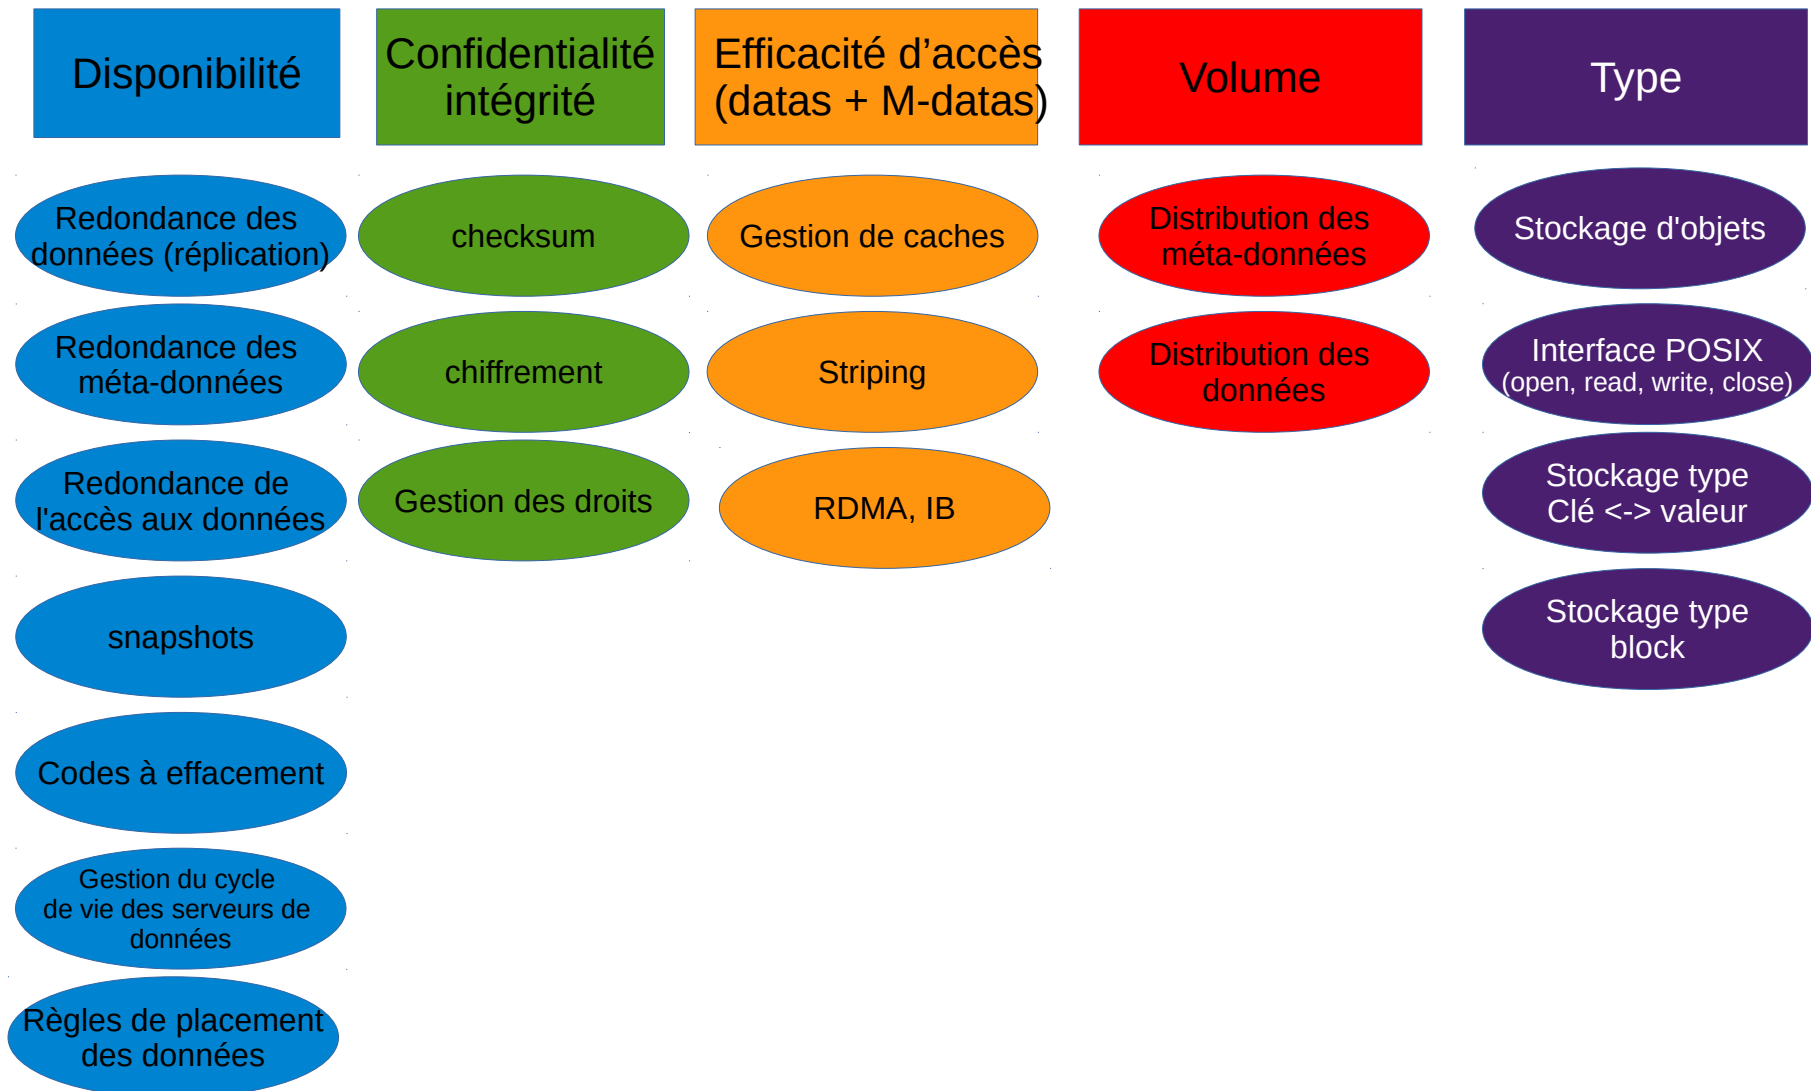 Disponibilité
Confidentialité
intégrité
Efficacité d’accès
(datas + M-datas)
Volume
Type
Redondance des
données (réplication)
Redondance des
méta-données
Redondance de
l'accès aux données
snapshots
Codes à effacement
Gestion du cycle
de vie des serveurs de
données
Règles de placement
des données
checksum
chiffrement
Gestion des droits
Gestion de caches
Striping
RDMA, IB
Distribution des
méta-données
Distribution des
données
Stockage d'objets
Interface POSIX
(open, read, write, close)
Stockage type
Clé <-> valeur
Stockage type
block